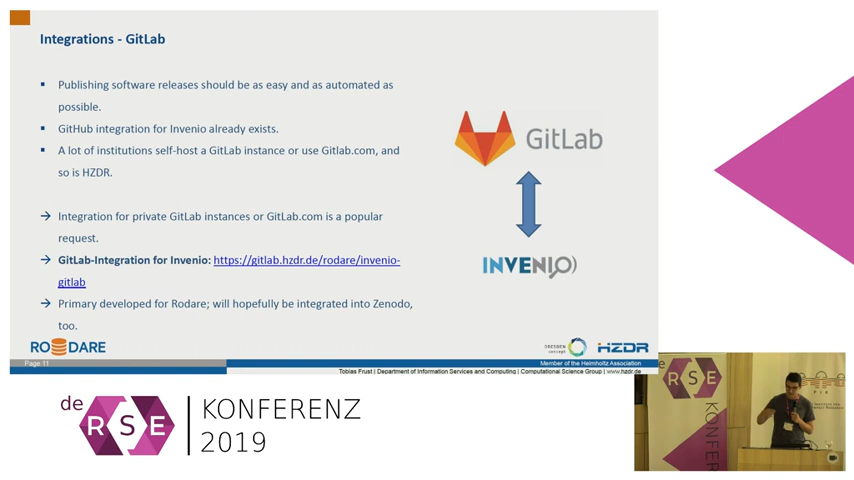 Integrations - GitLab
Publishing software releases should be as easy and as automated as
possible.
GitHub integration for Invenio already exists.
A lot of institutions self-host a GitLab instance or use Gitlab.com, and
so is HZDR.
→ Integration for private GitLab instances or GitLab.com is a popular
request.
→ GitLab-Integration for Invenio: https://gitlab.hzdr.de/rodare/invenio-
gitlab
→ Primary developed for Rodare; will hopefully be integrated into Zenodo,
too.
GitLab
INVENIO
RODARE
DRESDEN
concept
HZDR
Page 11
Member of the Helmholtz Association
Tobias Frust | Department of Information Services and Computing | Computational Science Group | www.hzdr.de
de
RSE
KONFERENZ
2019
RSE